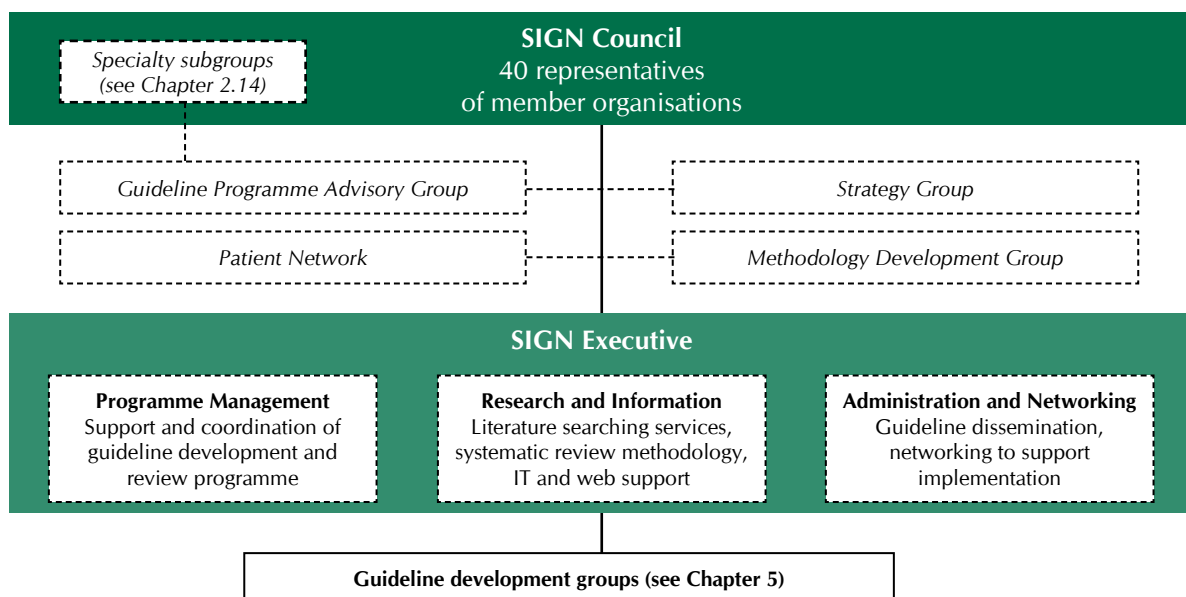 SIGN Council
40 representatives
of member organisations
Specialty subgroups
(see Chapter 2.14)
Guideline Programme Advisory Group
Strategy Group
Patient Network
Methodology Development Group
SIGN Executive
Programme Management
Support and coordination of
guideline development and
review programme
Research and Information
Literature searching services,
systematic review methodology,
IT and web support
Administration and Networking
Guideline dissemination,
networking to support
implementation
Guideline development groups (see Chapter 5)